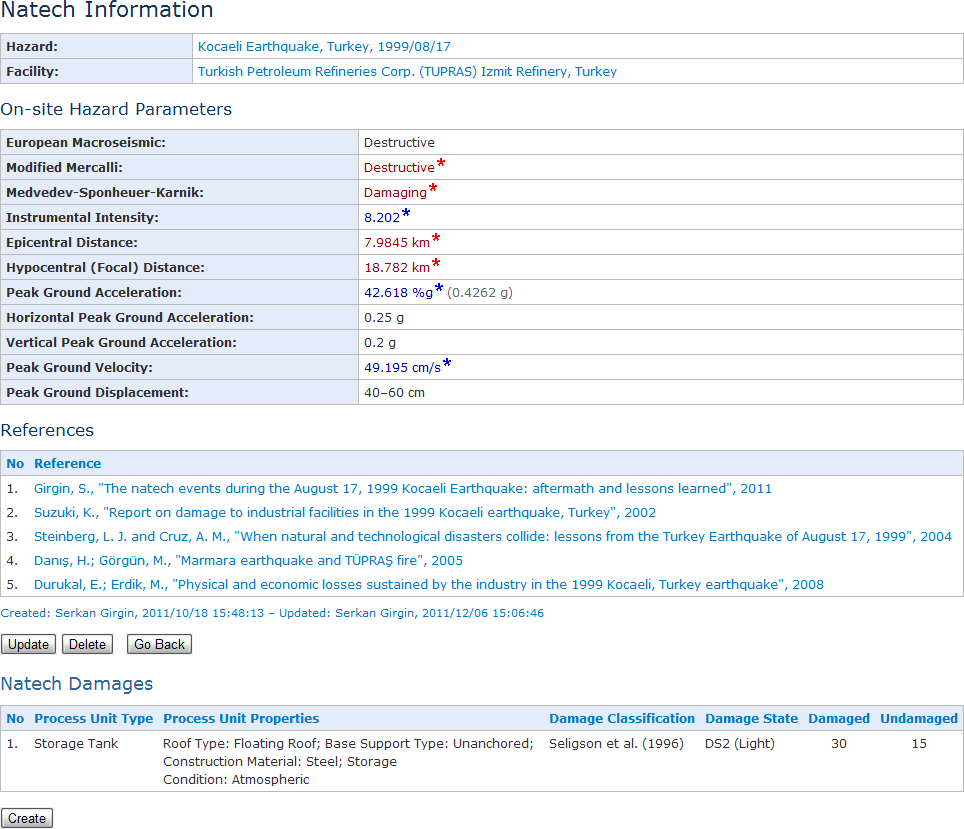 Natech Information
Hazard: Kocaeli Earthquake, Turkey, 1999/08/17
Facility: Turkish Petroleum Refineries Corp. (TUPRAS) Izmit Refinery, Turkey
On-site Hazard Parameters
European Macroseismic: Destructive
Modified Mercalli: Destructive*
Medvedev-Sponheuer-Karnik: Damaging*
Instrumental Intensity: 8.202*
Epicentral Distance: 7.9845 km*
Hypocentral (Focal) Distance: 18.782 km*
Peak Ground Acceleration: 42.618 %g* (0.4262 g)
Horizontal Peak Ground Acceleration: 0.25 g
Vertical Peak Ground Acceleration: 0.2 g
Peak Ground Velocity: 49.195 cm/s*
Peak Ground Displacement: 40–60 cm
References
No Reference
1. Girgin, S., "The natech events during the August 17, 1999 Kocaeli Earthquake: aftermath and lessons learned", 2011
2. Suzuki, K., "Report on damage to industrial facilities in the 1999 Kocaeli earthquake, Turkey", 2002
3. Steinberg, L. J. and Cruz, A. M., "When natural and technological disasters collide: lessons from the Turkey Earthquake of August 17, 1999", 2004
4. Danış, H.; Görgün, M., "Marmara earthquake and TÜPRAŞ fire", 2005
5. Durukal, E.; Erdik, M., "Physical and economic losses sustained by the industry in the 1999 Kocaeli, Turkey earthquake", 2008
Created: Serkan Girgin, 2011/10/18 15:48:13 – Updated: Serkan Girgin, 2011/12/06 15:06:46
Update Delete Go Back
Natech Damages
No Process Unit Type Process Unit Properties Damage Classification Damage State Damaged Undamaged
1. Storage Tank Roof Type: Floating Roof; Base Support Type: Unanchored; Seligson et al. (1996) DS2 (Light) 30 15
Construction Material: Steel; Storage
Condition: Atmospheric
Create